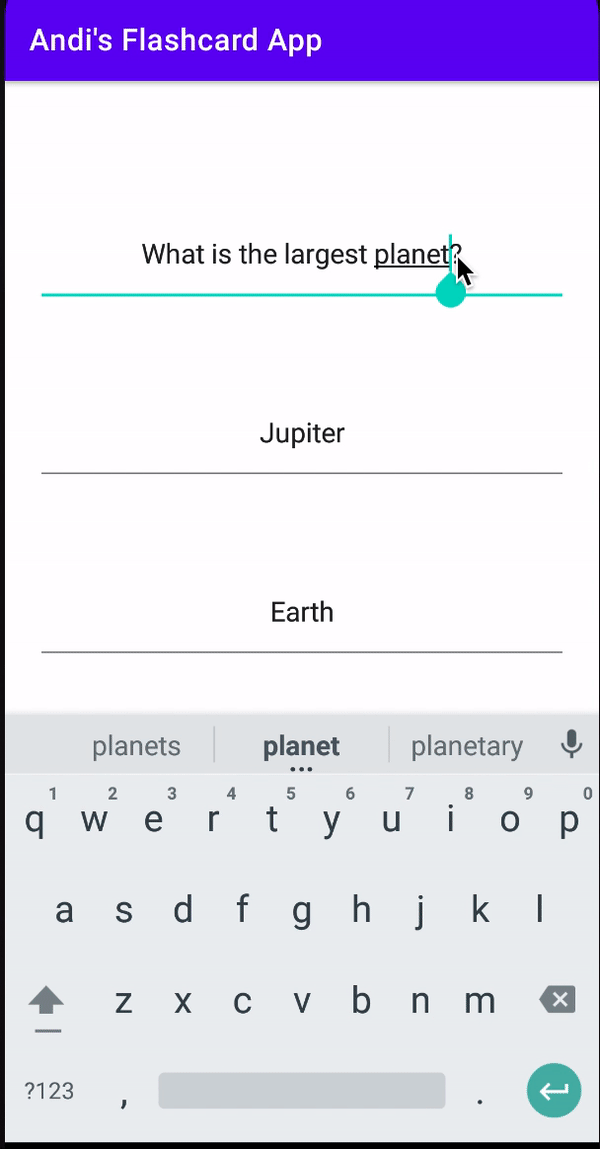 Andi's Flashcard App
What is the largest planet?
Jupiter
Earth
planets planet planetary
1 2 3 4 5 6 7 8 9 0
q w e r t y u i o p
a s d f g h j k l
z x c v b n m
?123 , .